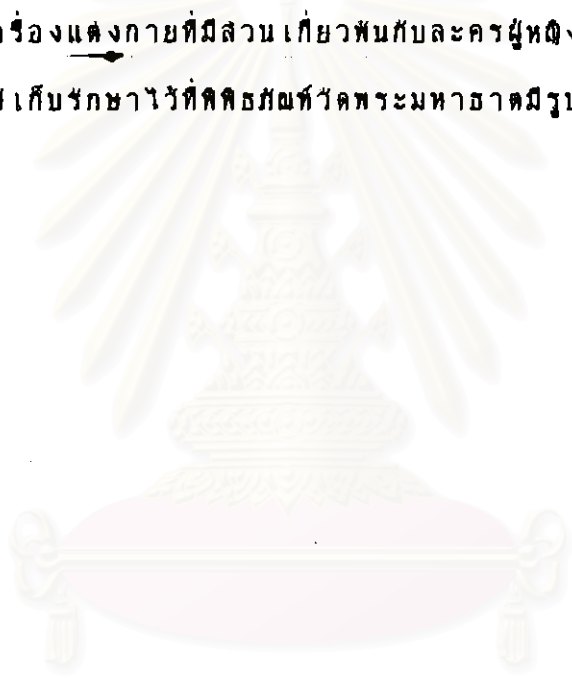 รื่องแต่งกายที่มีส่วนเกี่ยวพันกับละครผู้หญิง
เก็บรักษาไว้ที่พิพิธภัณฑ์วัดพระมหาธาตุมีรูป